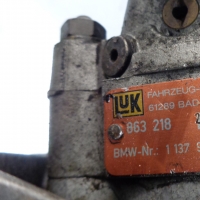 LUK
FAHRZEUG-
61269 BAD
863 218
BMW-Nr.: 1 137